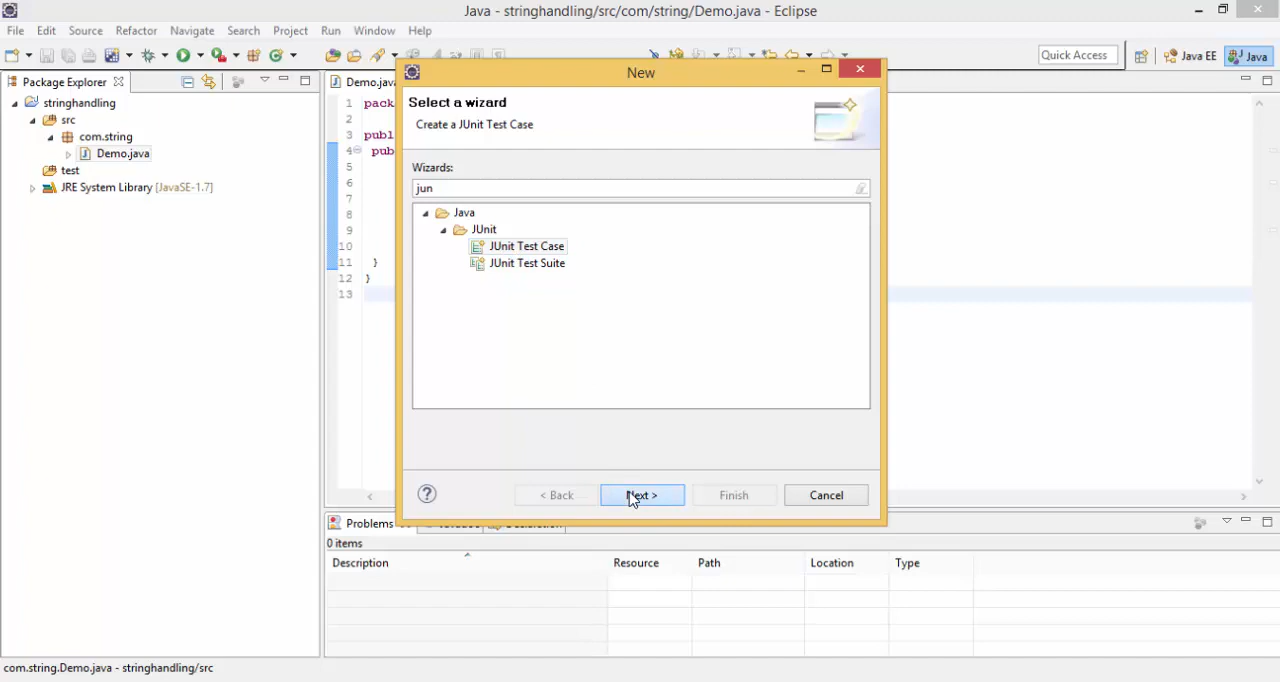 Java - stringhandling/src/com/string/Demo.java - Eclipse
File Edit Source Refactor Navigate Search Project Run Window Help
Quick Access
Java EE
Java
Package Explorer
stringhandling
src
com.string
Demo.java
test
JRE System Library [JavaSE-1.7]
Demo.java
1 pack
2
3 publ
4 pub
5
6
7
8
9
10
11 }
12 }
13
New
Select a wizard
Create a JUnit Test Case
Wizards:
jun
Java
JUnit
JUnit Test Case
JUnit Test Suite
?
< Back
Next >
Finish
Cancel
Problems
Declaration
0 items
Description Resource Path Location Type
com.string.Demo.java - stringhandling/src